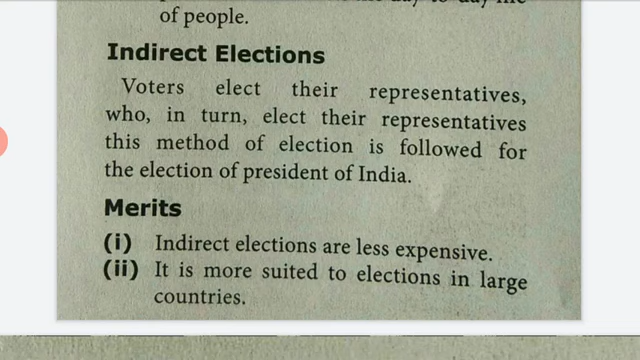 of people.
Indirect Elections
Voters elect their representatives,
who, in turn, elect their representatives
this method of election is followed for
the election of president of India.
Merits
(i) Indirect elections are less expensive.
(ii) It is more suited to elections in large
countries.